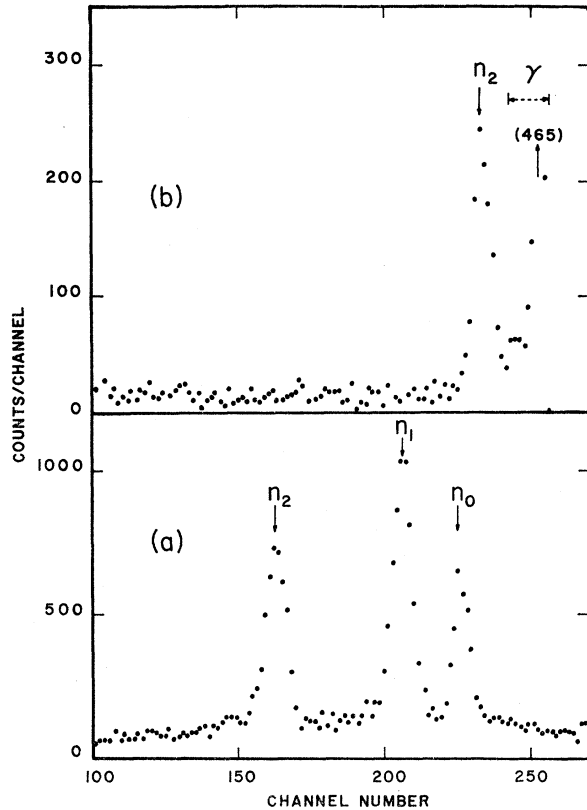 300
n₂
γ
(465)
200
(b)
100
0
COUNTS/CHANNEL
n₁
1000
n₂
n₀
(a)
500
0
100
150
200
250
CHANNEL NUMBER